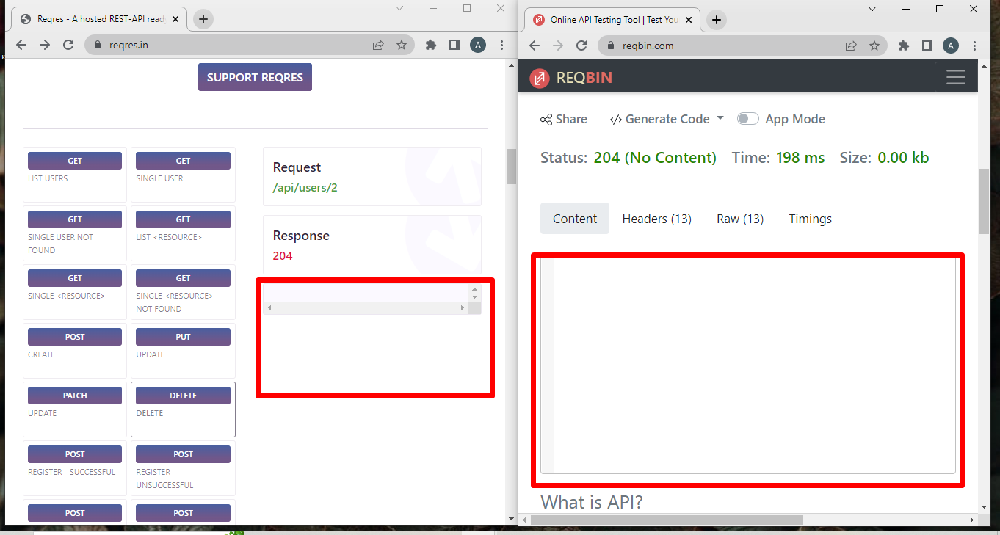 Reqres - A hosted REST-API read
reqres.in
A
SUPPORT REQRES
GET
LIST USERS
GET
SINGLE USER
GET
SINGLE USER NOT
FOUND
GET
LIST <RESOURCE>
GET
SINGLE <RESOURCE>
GET
SINGLE <RESOURCE>
NOT FOUND
POST
CREATE
PUT
UPDATE
PATCH
UPDATE
DELETE
DELETE
POST
REGISTER - SUCCESSFUL
POST
REGISTER -
UNSUCCESSFUL
POST
POST
Request
/api/users/2
Response
204
Online API Testing Tool | Test You
reqbin.com
A
REQBIN
Share
</> Generate Code
App Mode
Status: 204 (No Content) Time: 198 ms Size: 0.00 kb
Content Headers (13) Raw (13) Timings
What is API?